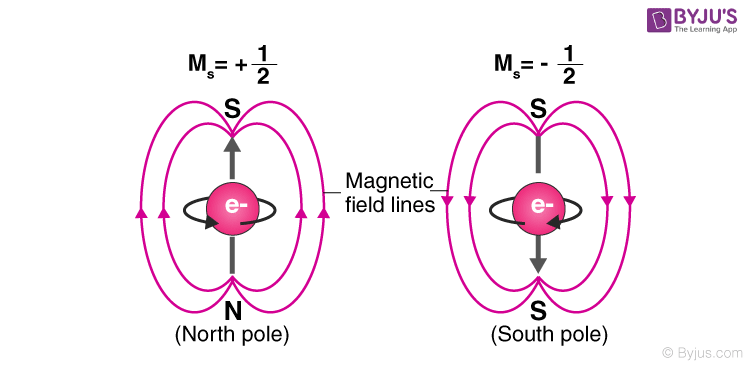 BYJU'S
The Learning App
Ms= + 1/2
Ms= - 1/2
S
S
Magnetic
field lines
e-
e-
N
(North pole)
S
(South pole)
© Byjus.com